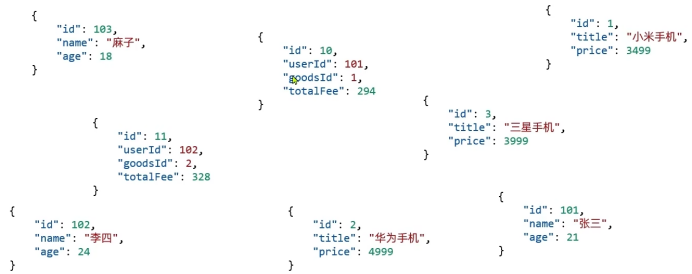 {
"id": 103,
"name": "麻子",
"age": 18
}
{
"id": 10,
"userId": 101,
"goodsId": 1,
"totalFee": 294
}
{
"id": 1,
"title": "小米手机",
"price": 3499
}
{
"id": 11,
"userId": 102,
"goodsId": 2,
"totalFee": 328
}
{
"id": 3,
"title": "三星手机",
"price": 3999
}
{
"id": 102,
"name": "李四",
"age": 24
}
{
"id": 2,
"title": "华为手机",
"price": 4999
}
{
"id": 101,
"name": "张三",
"age": 21
}